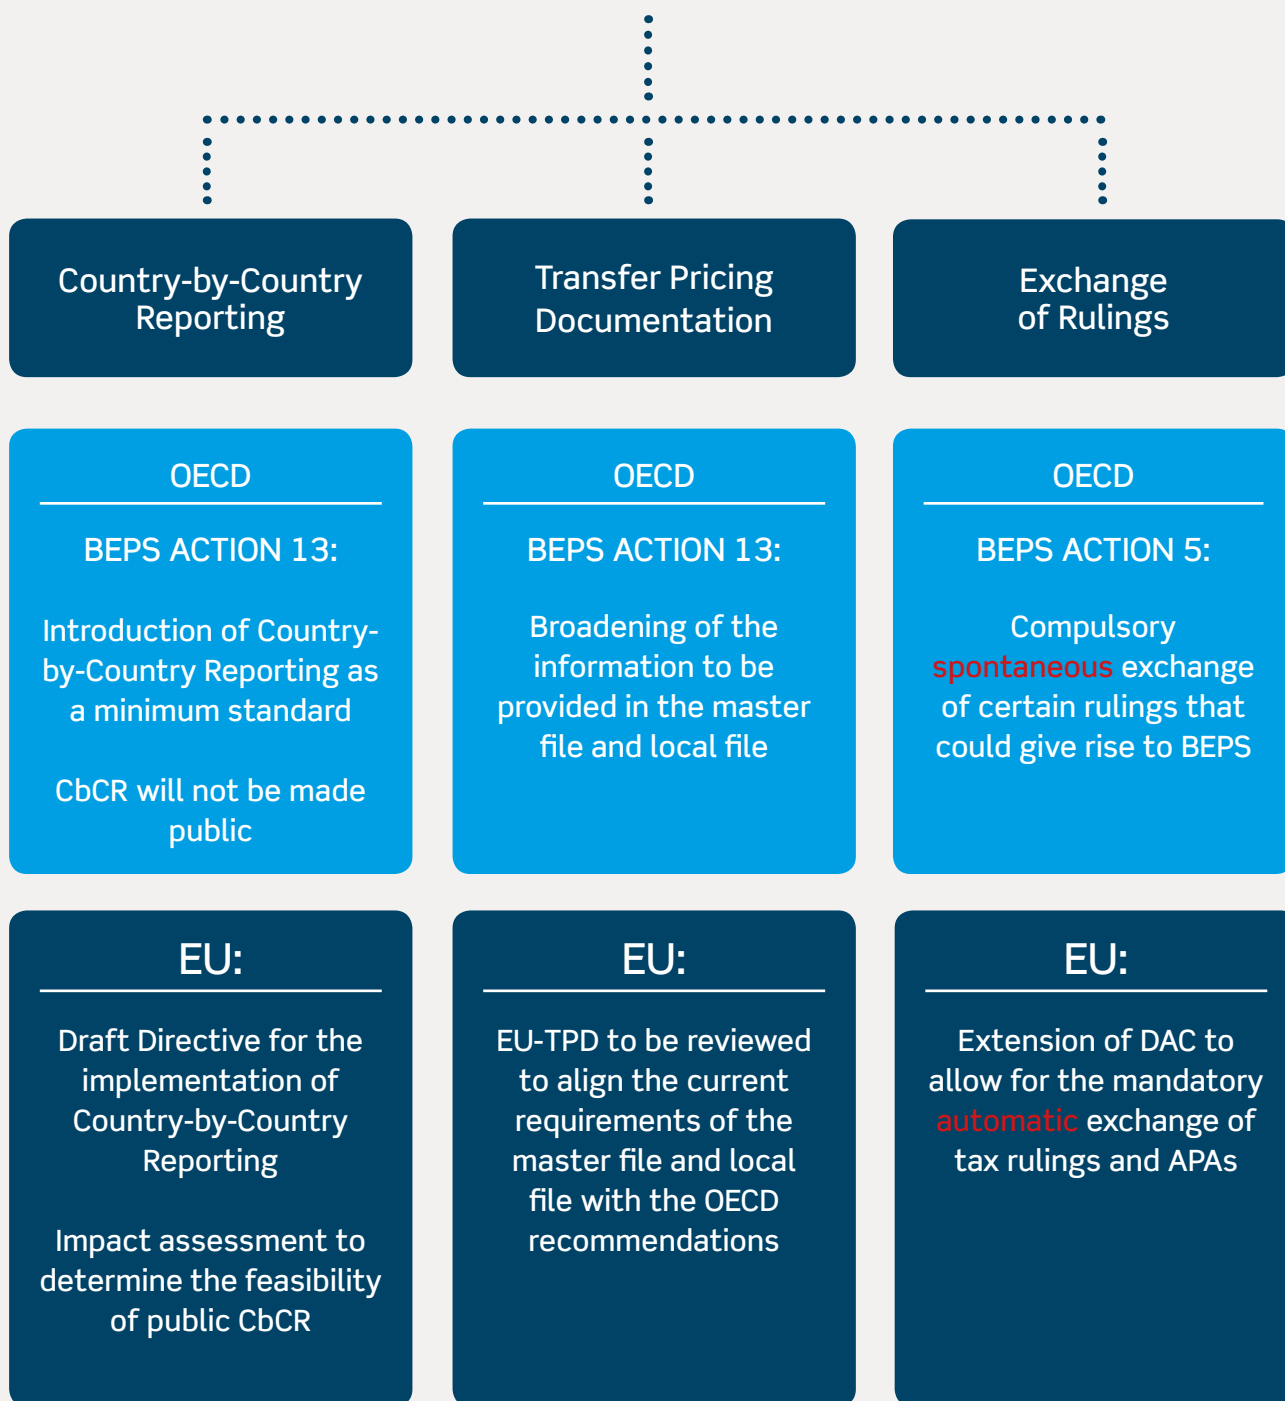 Country-by-Country
Reporting
Transfer Pricing
Documentation
Exchange
of Rulings
OECD
BEPS ACTION 13:
Introduction of Country-
by-Country Reporting as
a minimum standard
CbCR will not be made
public
OECD
BEPS ACTION 13:
Broadening of the
information to be
provided in the master
file and local file
OECD
BEPS ACTION 5:
Compulsory
spontaneous exchange
of certain rulings that
could give rise to BEPS
EU:
Draft Directive for the
implementation of
Country-by-Country
Reporting
Impact assessment to
determine the feasibility
of public CbCR
EU:
EU-TPD to be reviewed
to align the current
requirements of the
master file and local
file with the OECD
recommendations
EU:
Extension of DAC to
allow for the mandatory
automatic exchange of
tax rulings and APAs